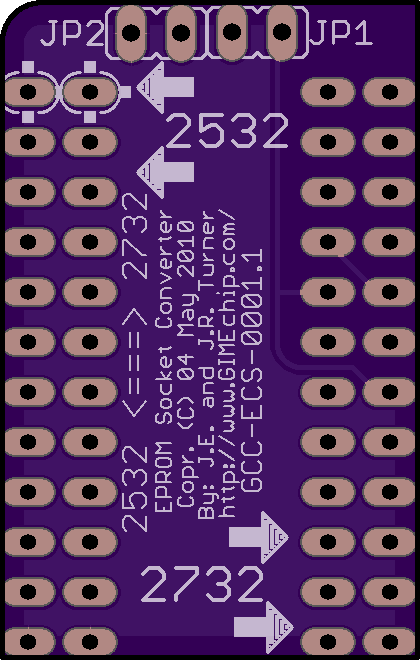 JP2
JP1
2532
2532 <===> 2732
EPROM Socket Converter
Copr. (C) 04 May 2010
By: J.E. and J.R. Turner
http://www.GIMEchip.com/
GCC-ECS-0001.1
2732